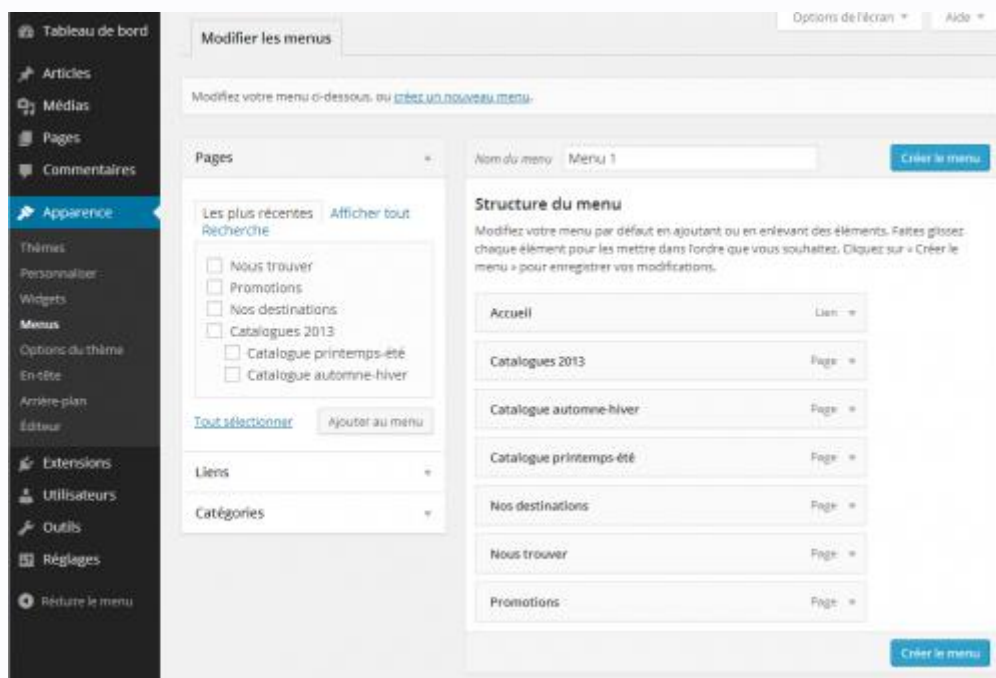 Tableau de bord
Articles
Médias
Pages
Commentaires
Apparence
Thèmes
Personnaliser
Widgets
Menus
Options du thème
En-tête
Arrière-plan
Éditeur
Extensions
Utilisateurs
Outils
Réglages
Réduire le menu
Options de l'écran
Aide
Modifier les menus
Modifiez votre menu ci-dessous, ou créez un nouveau menu.
Pages
Les plus récentes Afficher tout
Recherche
Nous trouver
Promotions
Nos destinations
Catalogues 2013
Catalogue printemps-été
Catalogue automne-hiver
Tout sélectionner Ajouter au menu
Liens
Catégories
Nom du menu Menu 1 Créer le menu
Structure du menu
Modifiez votre menu par défaut en ajoutant ou en enlevant des éléments. Faites glissez
chaque élément pour les mettre dans l'ordre que vous souhaitez. Cliquez sur « Créer le
menu » pour enregistrer vos modifications.
Accueil Lien
Catalogues 2013 Page
Catalogue automne-hiver Page
Catalogue printemps-été Page
Nos destinations Page
Nous trouver Page
Promotions Page
Créer le menu